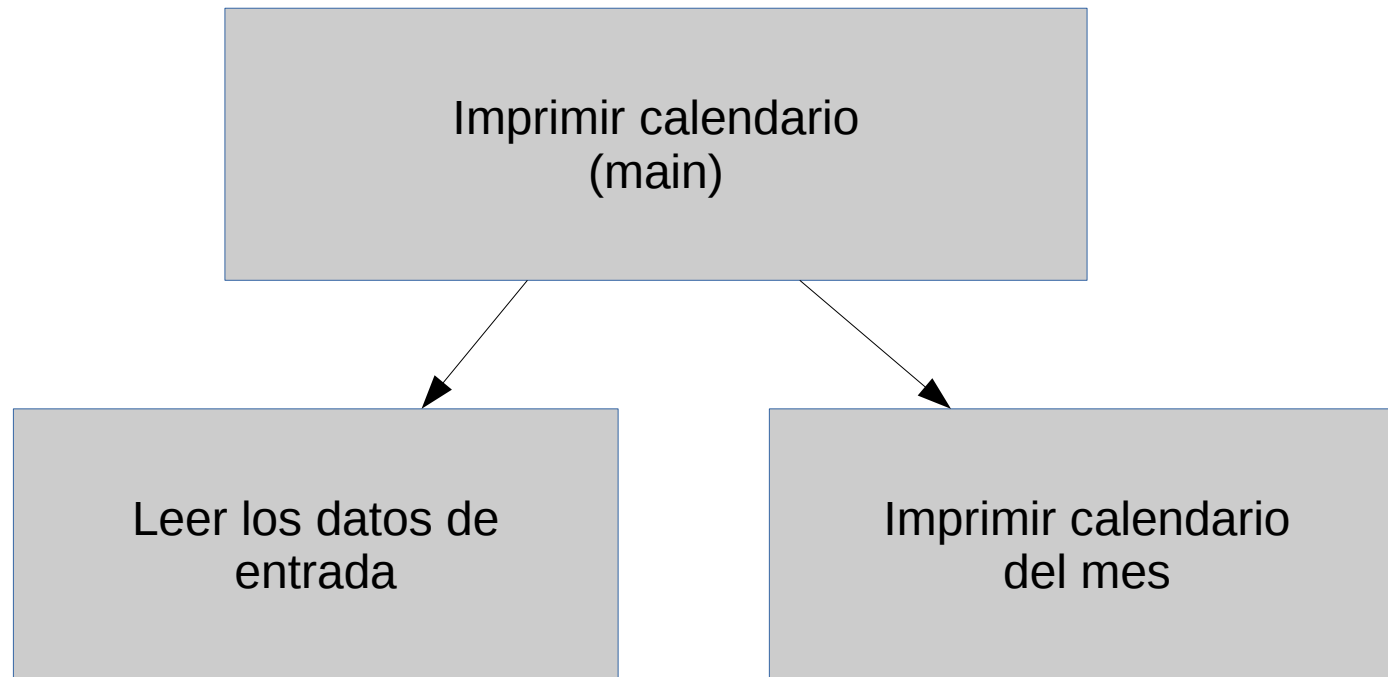 Imprimir calendario
(main)
Leer los datos de
entrada
Imprimir calendario
del mes